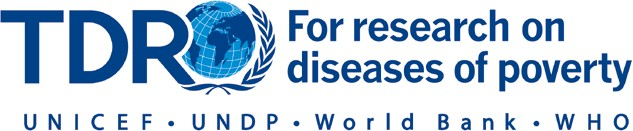 TDR For research on
diseases of poverty
UNICEF • UNDP • World Bank • WHO